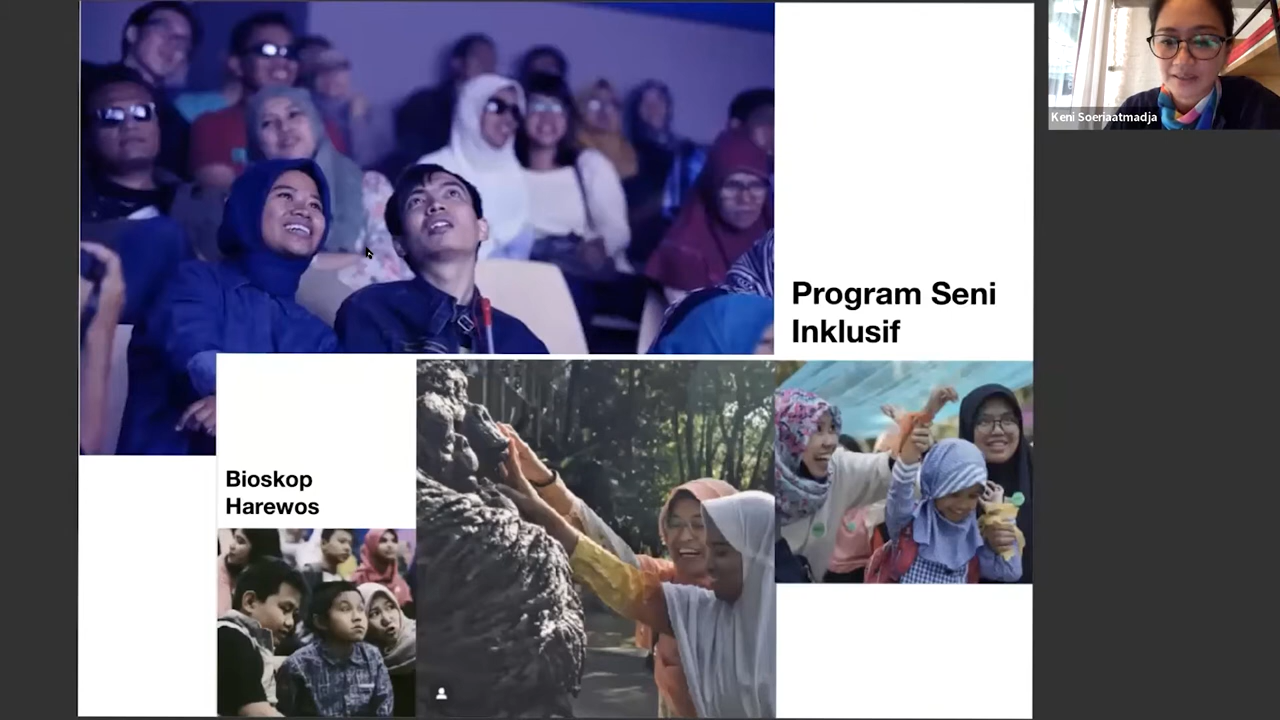 Keni Soeriaatmadja
Program Seni
Inklusif
Bioskop
Harewos